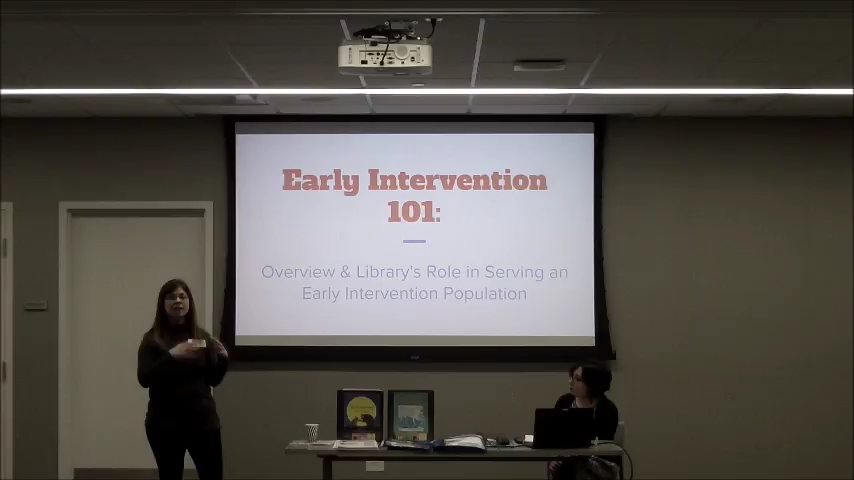 Early Intervention
101:
Overview & Library's Role in Serving an
Early Intervention Population